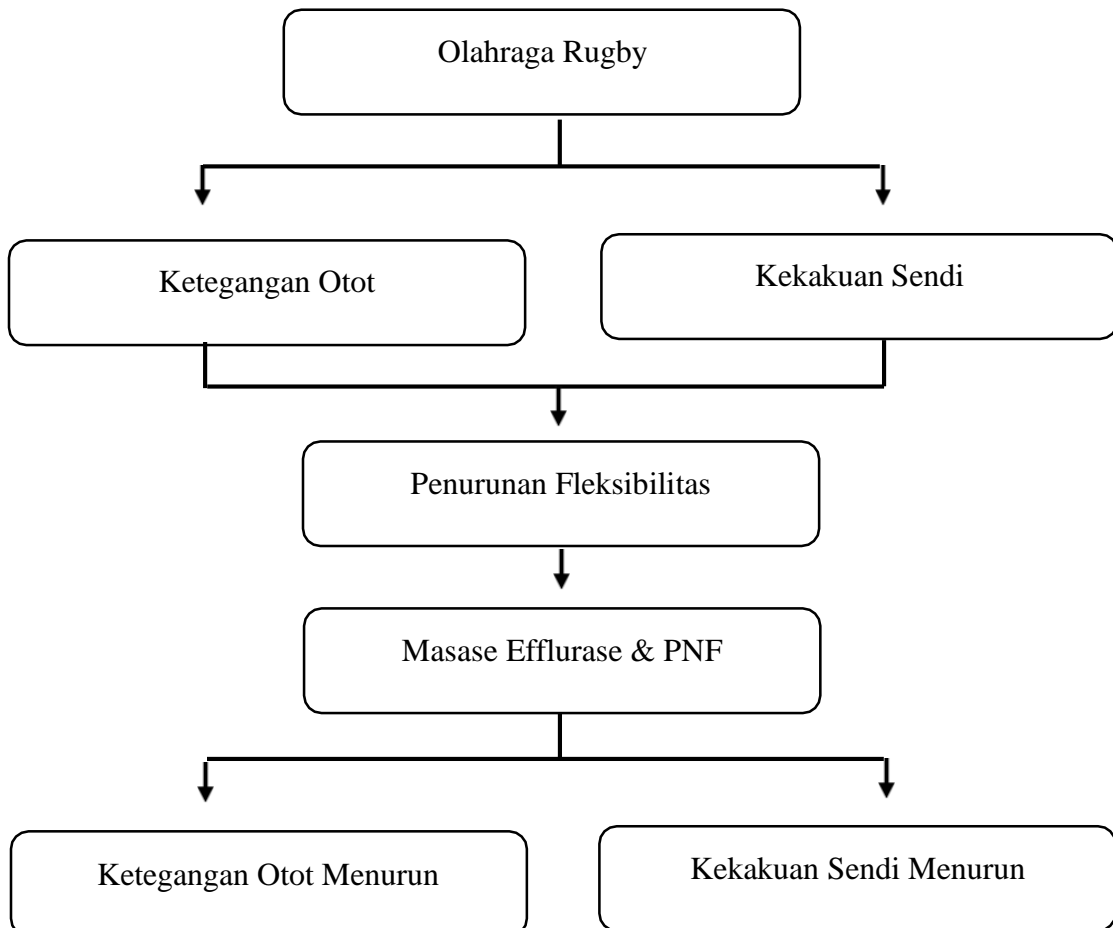 Olahraga Rugby
Ketegangan Otot
Kekakuan Sendi
Penurunan Fleksibilitas
Masase Efflurase & PNF
Ketegangan Otot Menurun
Kekakuan Sendi Menurun